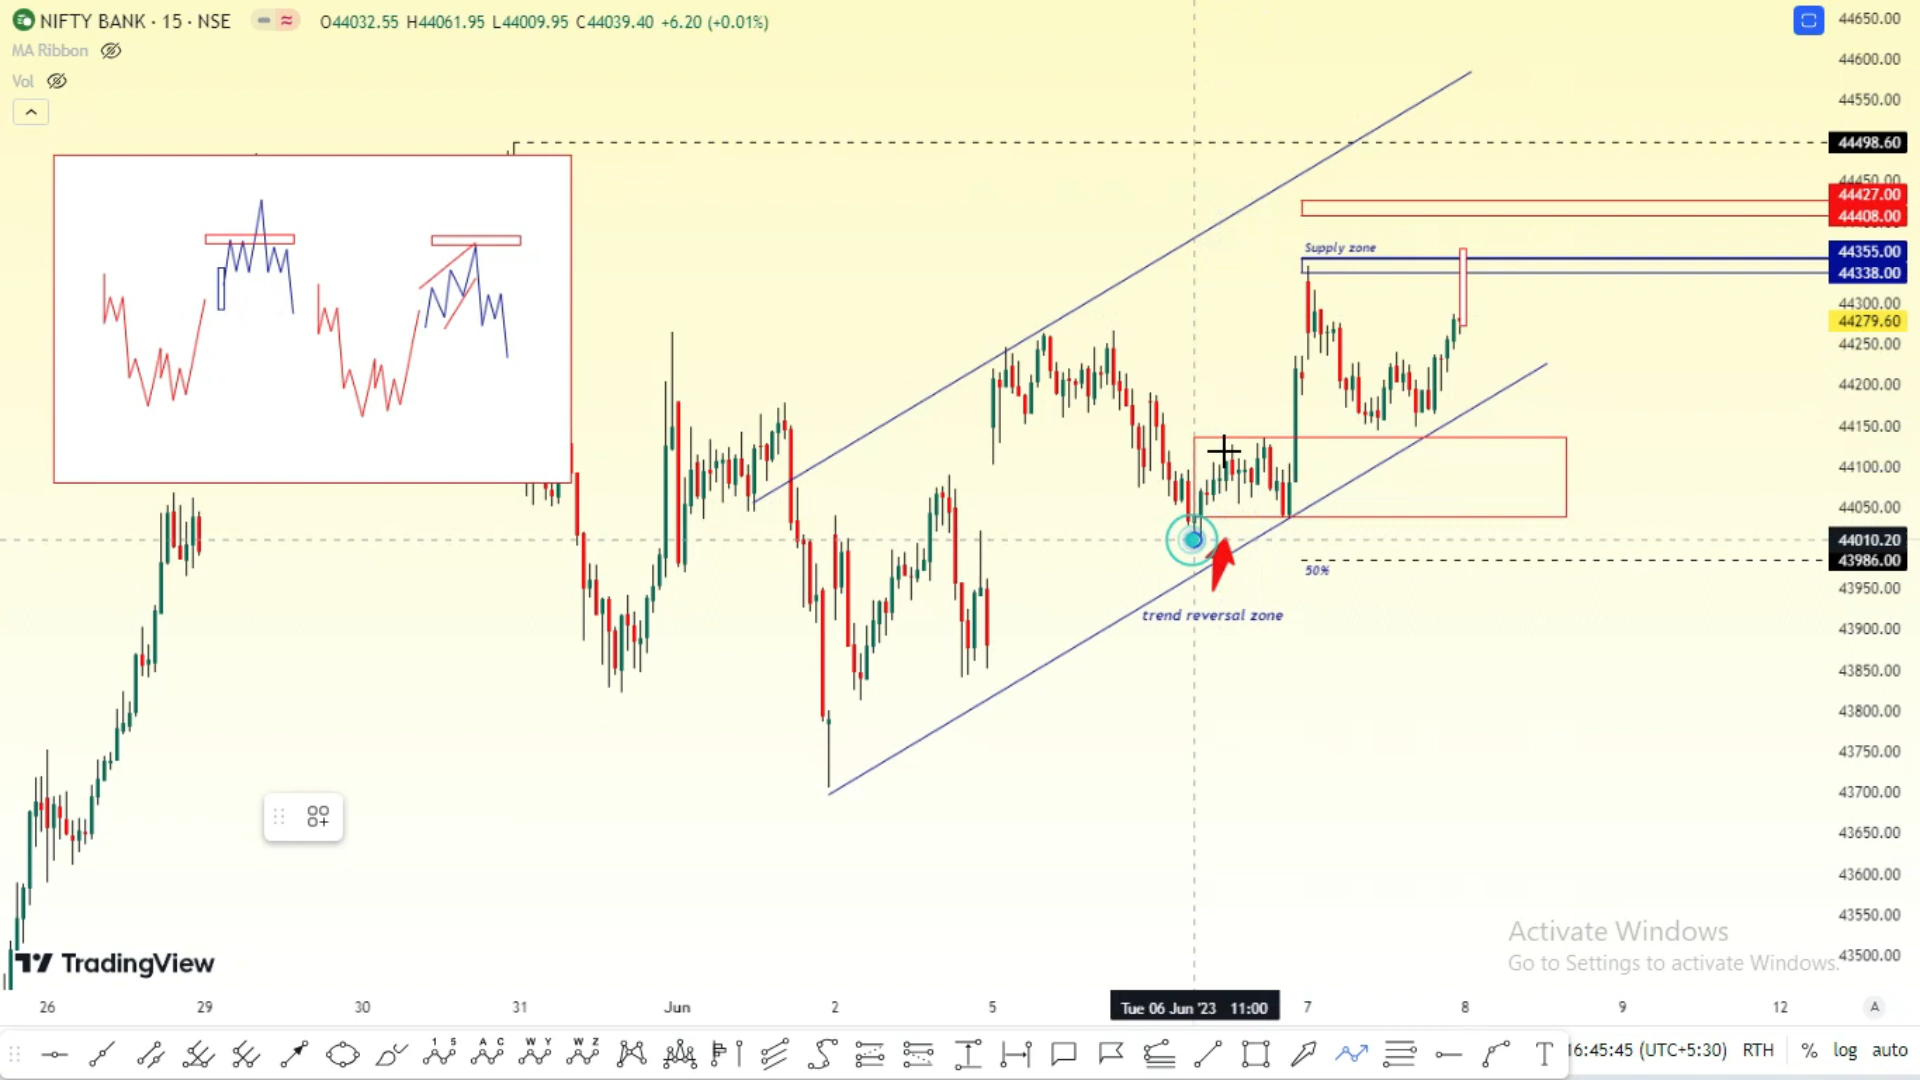 NIFTY BANK · 15 · NSE O44032.55 H44061.95 L44009.95 C44039.40 +6.20 (+0.01%)
MA Ribbon
Vol
44650.00
44600.00
44550.00
44498.60
44450.00
44427.00
44408.00
Supply zone
44355.00
44338.00
44300.00
44279.60
44250.00
44200.00
44150.00
44100.00
44050.00
44010.20
43986.00
50%
43950.00
trend reversal zone
43900.00
43850.00
43800.00
43750.00
43700.00
43650.00
43600.00
43550.00
43500.00
Activate Windows
Go to Settings to activate Windows.
TradingView
26 29 30 31 Jun 2 5 Tue 06 Jun '23 11:00 7 8 9 12 A
1 5 A C W Y W Z T 16:45:45 (UTC+5:30) RTH % log auto